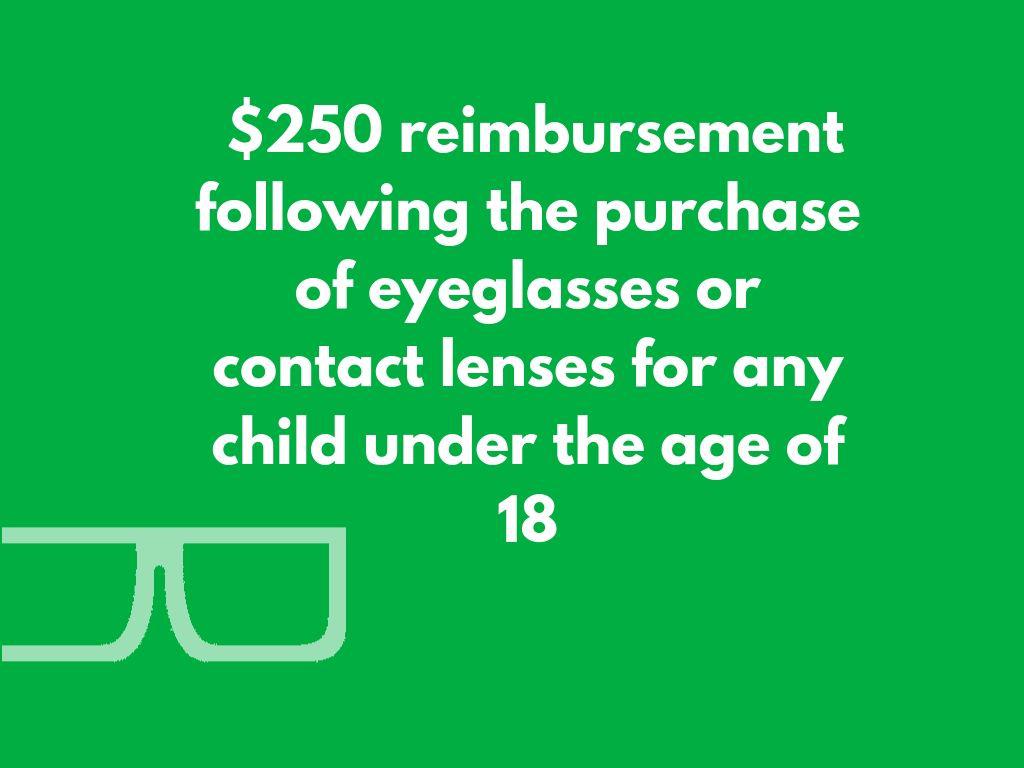 $250 reimbursement
following the purchase
of eyeglasses or
contact lenses for any
child under the age of
18